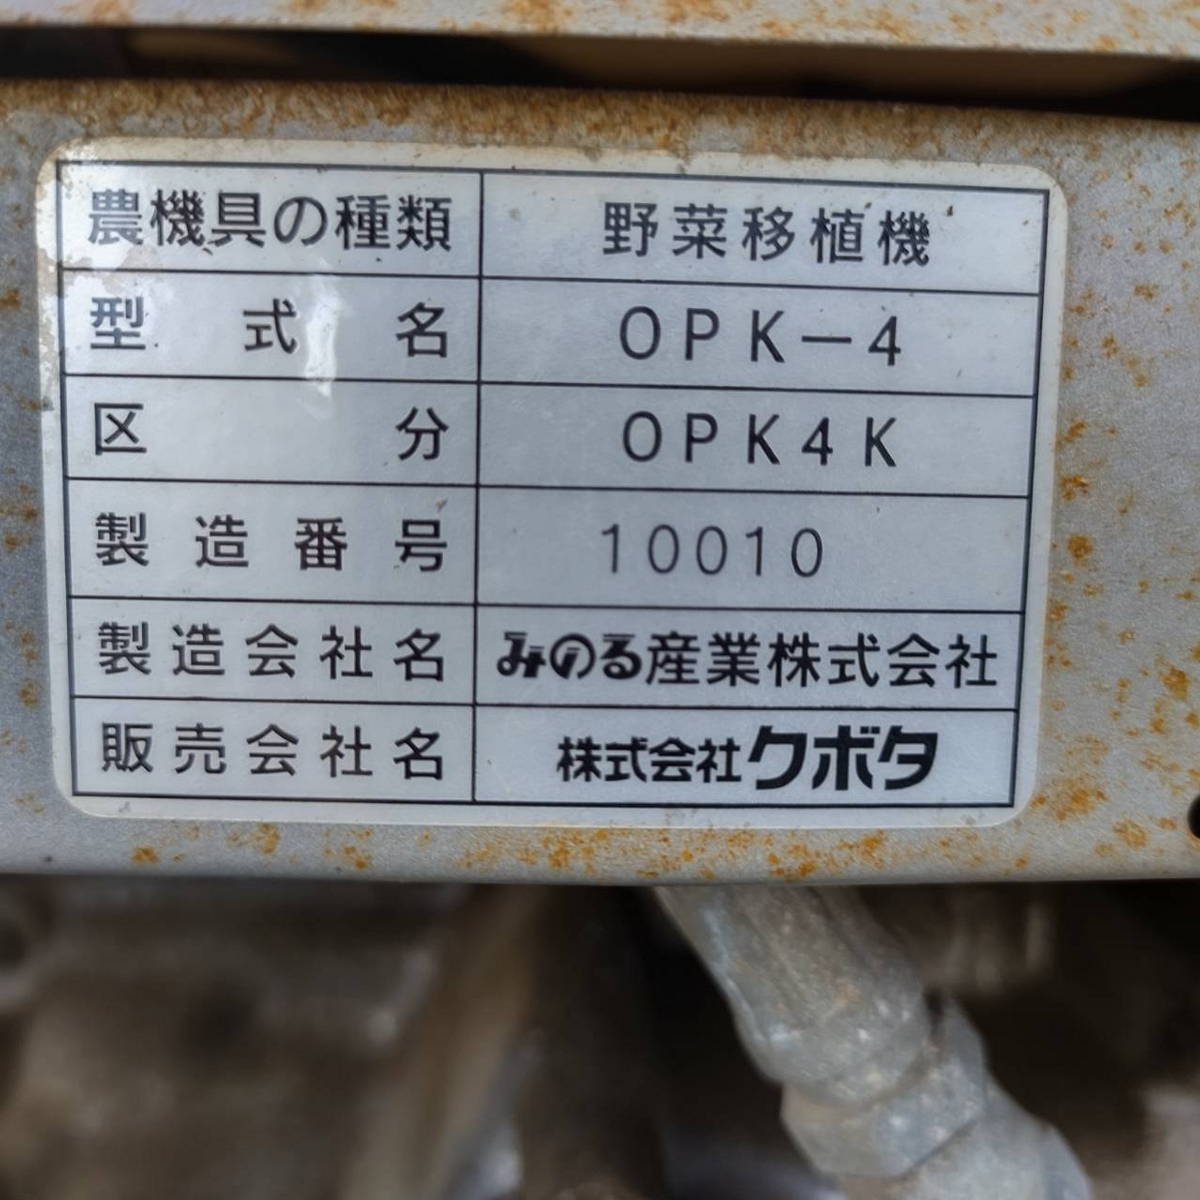 農機具の種類 野菜移植機
型式名 OPK-4
区分 OPK4K
製造番号 10010
製造会社名 みのる産業株式会社
販売会社名 株式会社クボタ